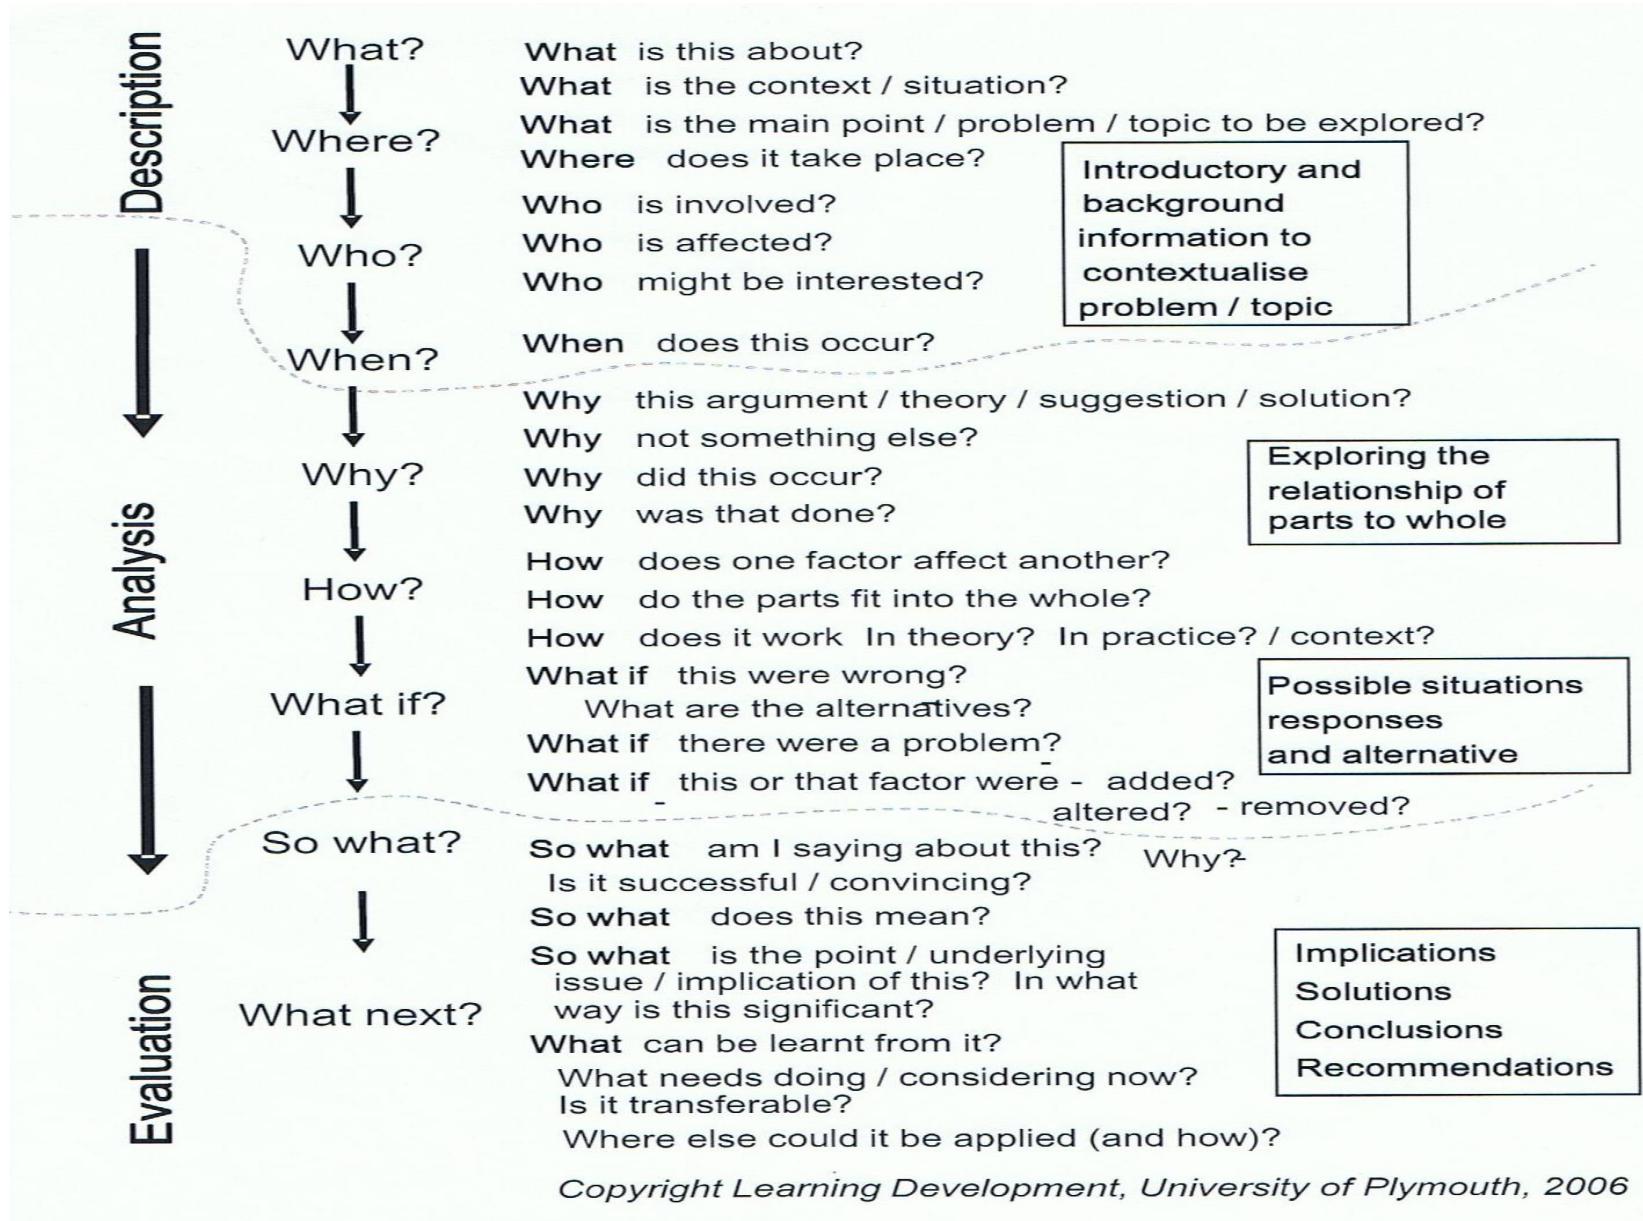 Description
Analysis
Evaluation
What?
Where?
Who?
When?
Why?
How?
What if?
So what?
What next?
What is this about?
What is the context / situation?
What is the main point / problem / topic to be explored?
Where does it take place?
Who is involved?
Who is affected?
Who might be interested?
When does this occur?
Introductory and
background
information to
contextualise
problem / topic
Why this argument / theory / suggestion / solution?
Why not something else?
Why did this occur?
Why was that done?
How does one factor affect another?
How do the parts fit into the whole?
How does it work In theory? In practice? / context?
Exploring the
relationship of
parts to whole
What if this were wrong?
What are the alternatives?
What if there were a problem?
What if this or that factor were - added?
altered? - removed?
Possible situations
responses
and alternative
So what am I saying about this? Why?
Is it successful / convincing?
So what does this mean?
So what is the point / underlying
issue / implication of this? In what
way is this significant?
What can be learnt from it?
What needs doing / considering now?
Is it transferable?
Where else could it be applied (and how)?
Implications
Solutions
Conclusions
Recommendations
Copyright Learning Development, University of Plymouth, 2006